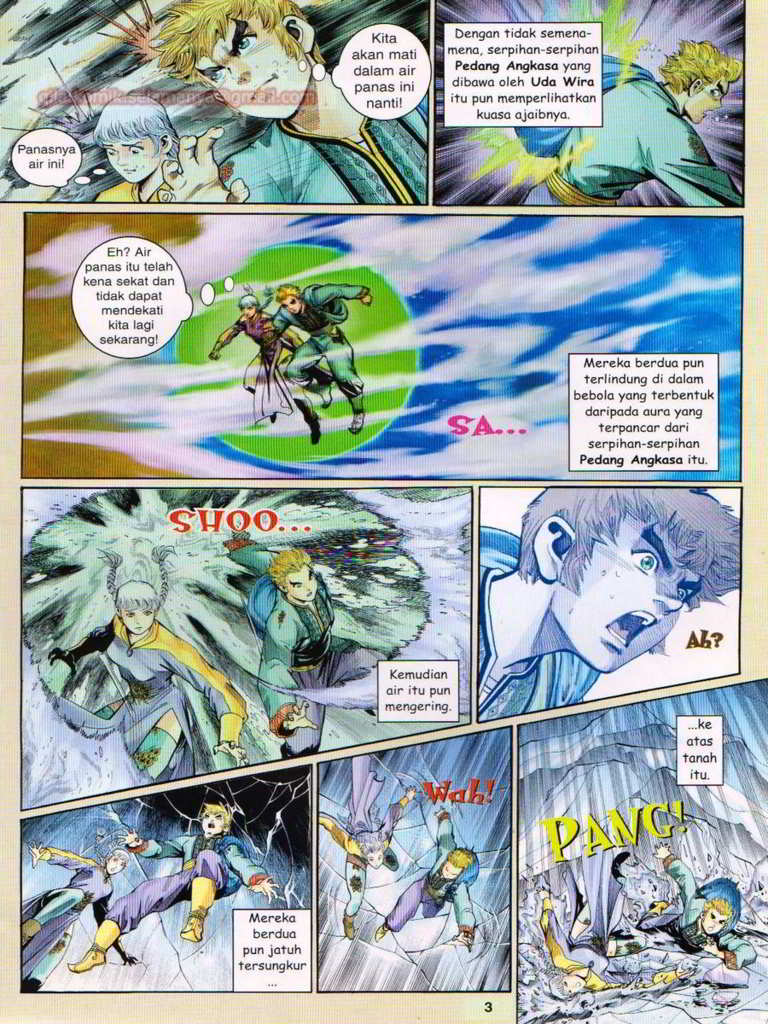 Kita
akan mati
dalam air
panas ini
nanti!
Panasnya
air ini!
Dengan tidak semena-
mena, serpihan-serpihan
Pedang Angkasa yang
dibawa oleh Uda Wira
itu pun memperlihatkan
kuasa ajaibnya.
Eh? Air
panas itu telah
kena sekat dan
tidak dapat
mendekati
kita lagi
sekarang!
SA...
Mereka berdua pun
terlindung di dalam
bebola yang terbentuk
daripada aura yang
terpancar dari
serpihan-serpihan
Pedang Angkasa itu.
SHOO...
Kemudian
air itu pun
mengering.
Ah?
Mereka
berdua
pun jatuh
tersungkur
...
Wah!
...ke
atas
tanah
itu.
PANG!
3